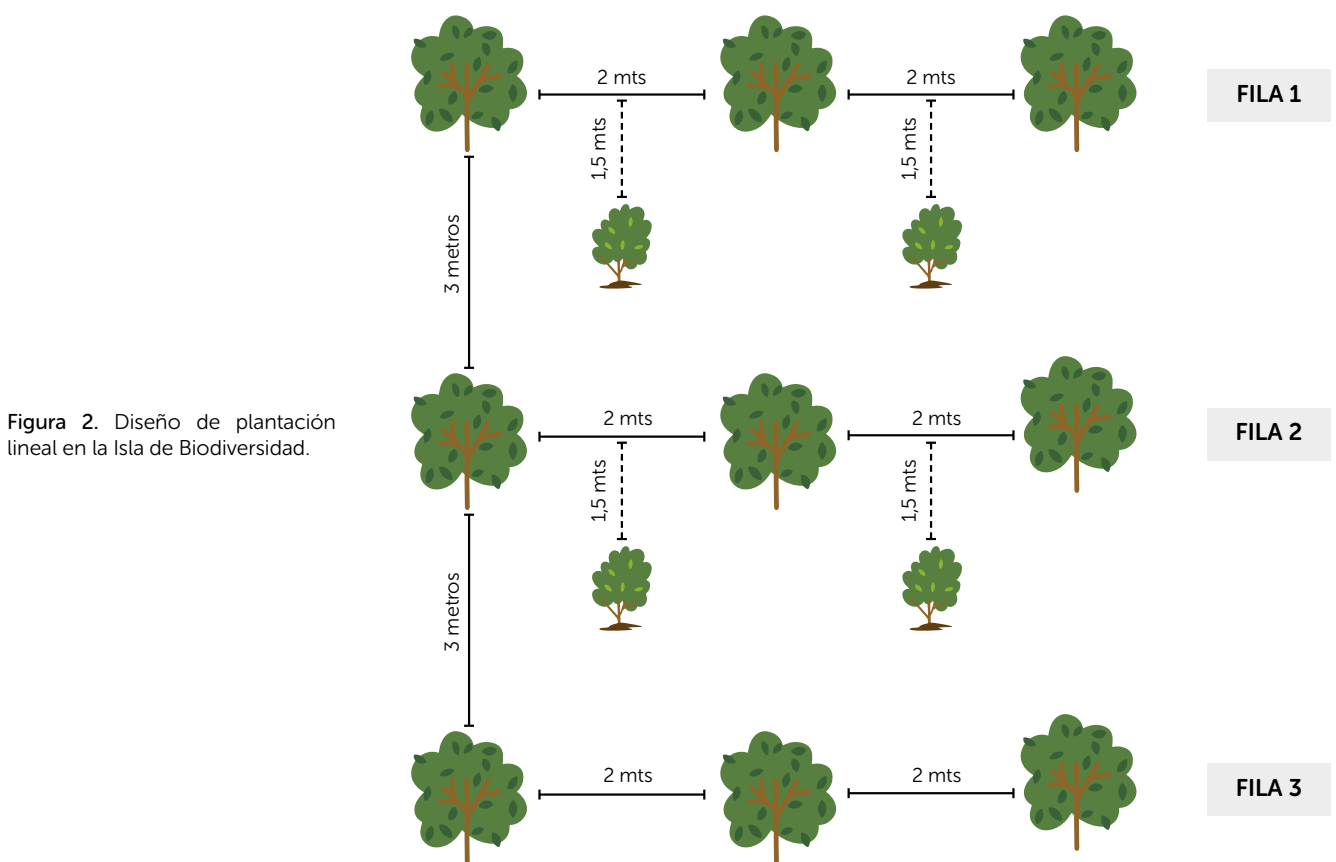 2 mts
2 mts
FILA 1
1,5 mts
1,5 mts
3 metros
Figura 2. Diseño de plantación
lineal en la Isla de Biodiversidad.
2 mts
2 mts
FILA 2
1,5 mts
1,5 mts
3 metros
2 mts
2 mts
FILA 3